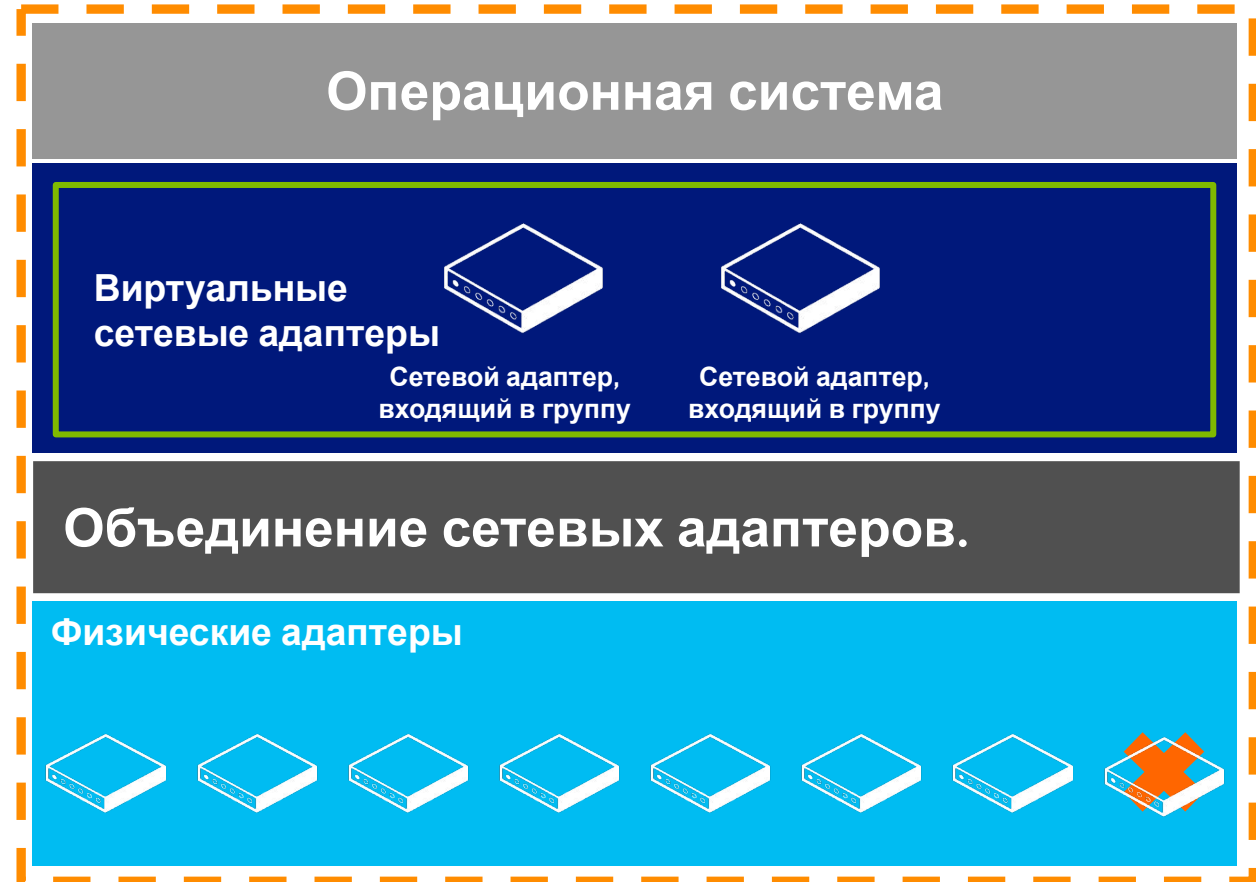 Операционная система
Виртуальные
сетевые адаптеры
Сетевой адаптер,
входящий в группу
Сетевой адаптер,
входящий в группу
Объединение сетевых адаптеров.
Физические адаптеры